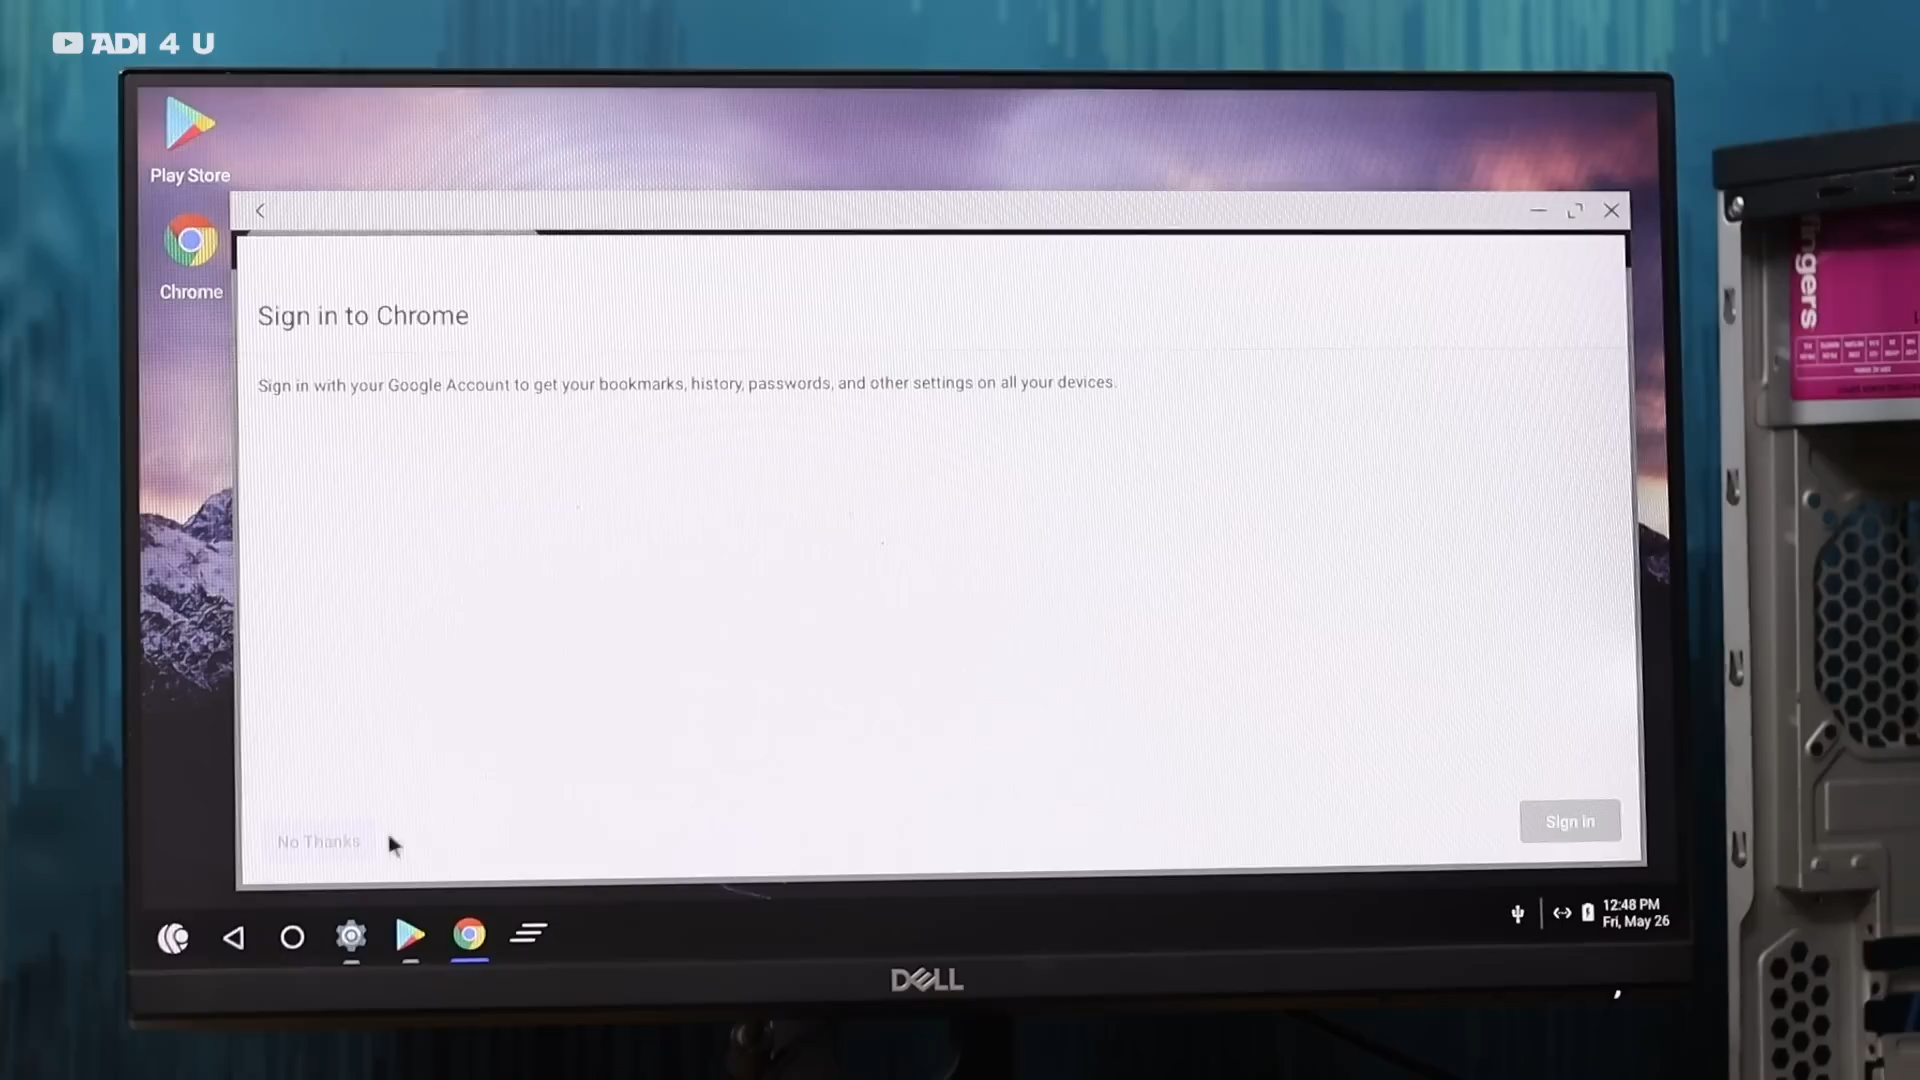 ADI 4 U
Play Store
Chrome
Sign in to Chrome
Sign in with your Google Account to get your bookmarks, history, passwords, and other settings on all your devices.
No Thanks
Sign in
12:48 PM
Fri, May 26
DELL
ingers